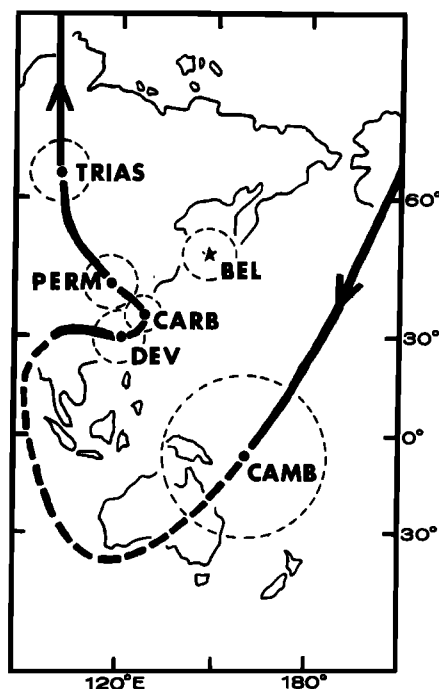 TRIAS
60°
PERM
BEL
CARB
DEV
30°
0°
CAMB
30°
120°E
180°